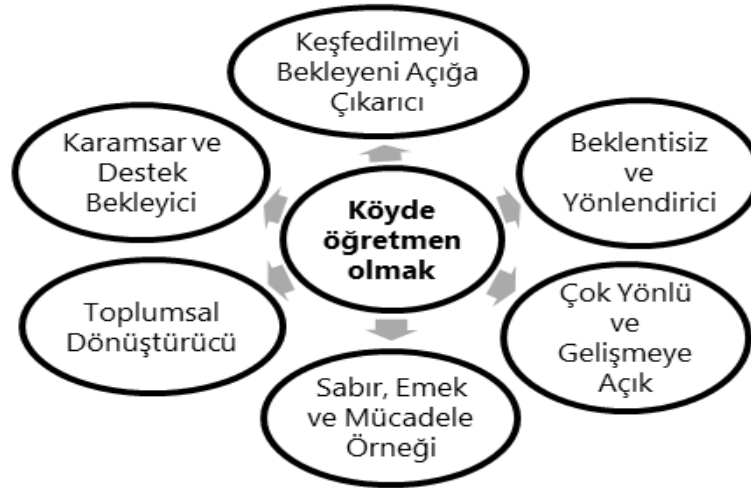 Keşfedilmeyi
Bekleyeni Açığa
Çıkarıcı
Karamsar ve
Destek
Bekleyici
Beklentisiz
ve
Yönlendirici
Köyde
öğretmen
olmak
Toplumsal
Dönüştürücü
Çok Yönlü
ve
Gelişmeye
Açık
Sabır, Emek
ve Mücadele
Örneği